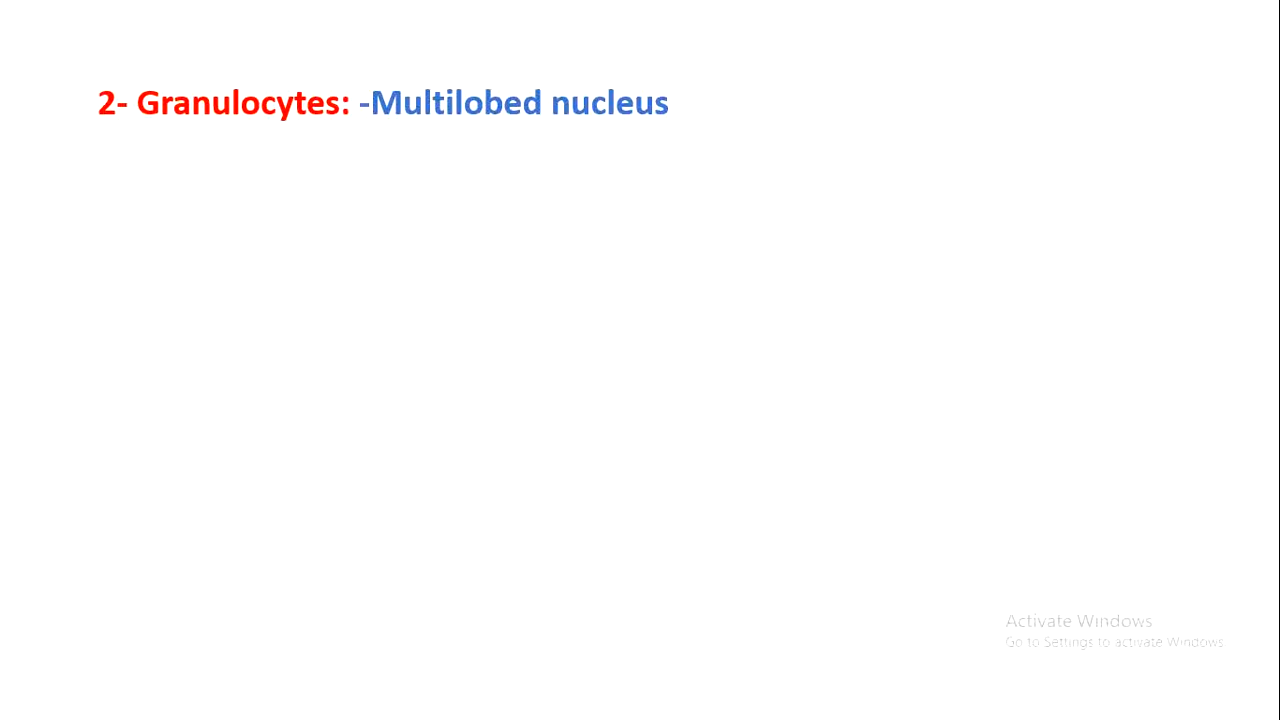 2- Granulocytes: -Multilobed nucleus
Activate Windows
Go to Settings to activate Windows